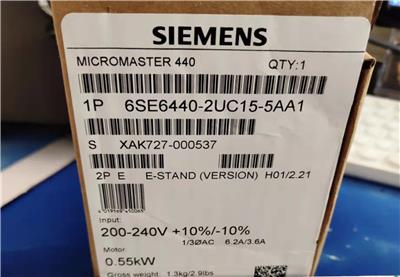 SIEMENS
MICROMASTER 440 QTY:1
1P 6SE6440-2UC15-5AA1
S XAK727-000537
2P E E-STAND (VERSION) H01/2.21
Input:
200-240V +10%/-10%
1/3ØAC 6.2A/3.6A
Motor:
0.55kW
Gross weight: 1.3kg/2.9lbs